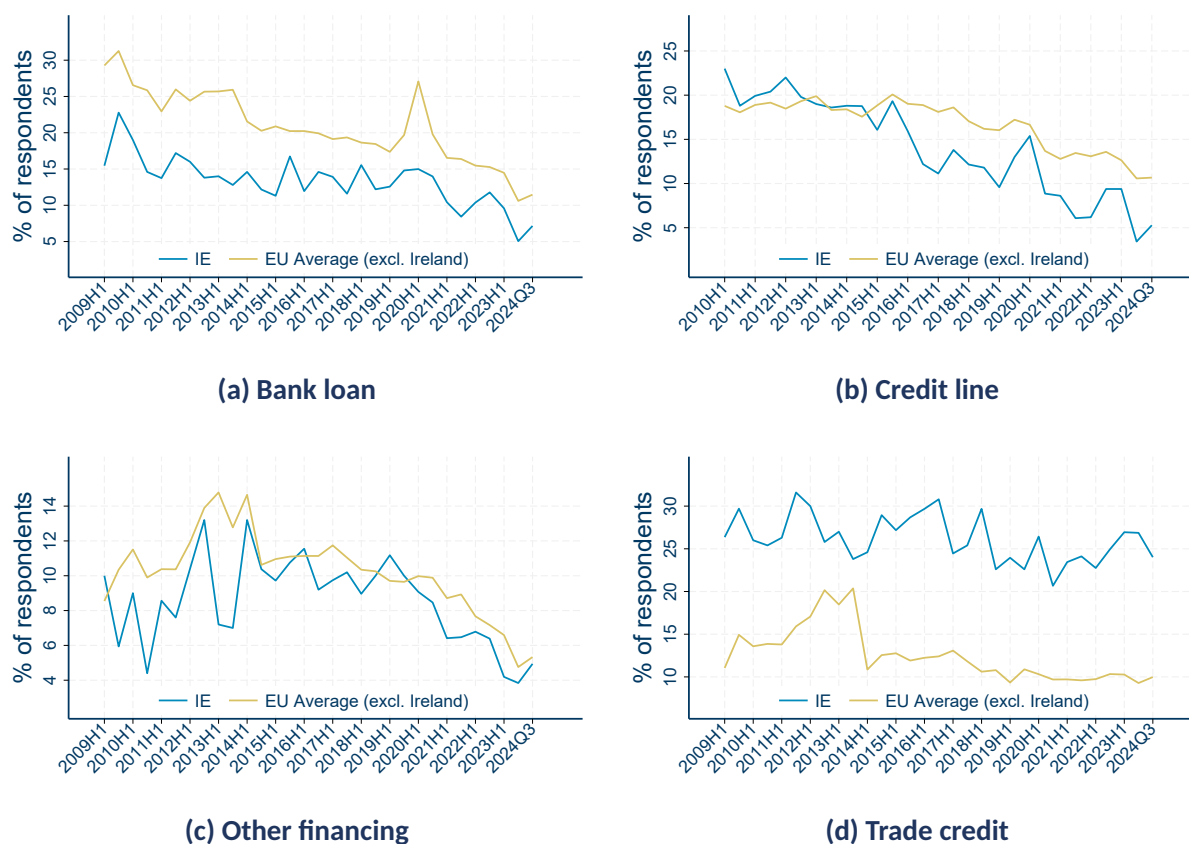 % of respondents
30
25
20
15
10
5
IE
EU Average (excl. Ireland)
2009H1
2010H1
2011H1
2012H1
2013H1
2014H1
2015H1
2016H1
2017H1
2018H1
2019H1
2020H1
2021H1
2022H1
2023H1
2024Q3
(a) Bank loan
% of respondents
25
20
15
10
5
IE
EU Average (excl. Ireland)
2010H1
2011H1
2012H1
2013H1
2014H1
2015H1
2016H1
2017H1
2018H1
2019H1
2020H1
2021H1
2022H1
2023H1
2024Q3
(b) Credit line
% of respondents
14
12
10
8
6
4
IE
EU Average (excl. Ireland)
2009H1
2010H1
2011H1
2012H1
2013H1
2014H1
2015H1
2016H1
2017H1
2018H1
2019H1
2020H1
2021H1
2022H1
2023H1
2024Q3
(c) Other financing
% of respondents
30
25
20
15
10
IE
EU Average (excl. Ireland)
2009H1
2010H1
2011H1
2012H1
2013H1
2014H1
2015H1
2016H1
2017H1
2018H1
2019H1
2020H1
2021H1
2022H1
2023H1
2024Q3
(d) Trade credit